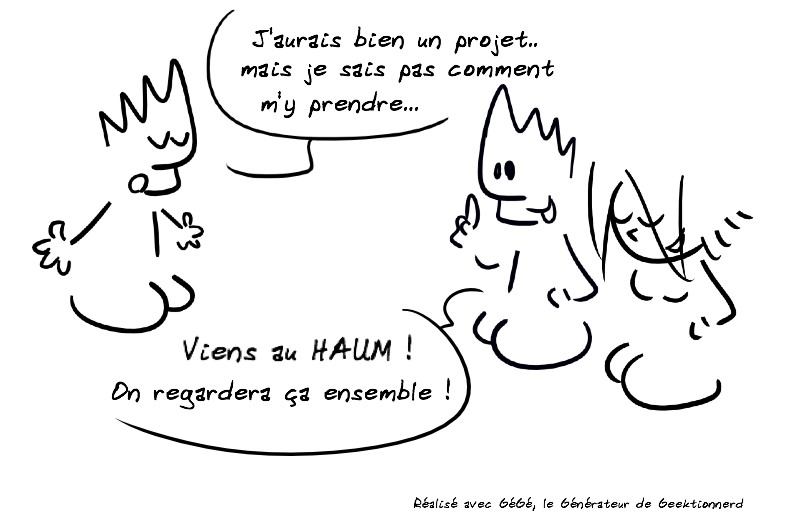 J'aurais bien un projet..
mais je sais pas comment
m'y prendre...
Viens au HAUM !
On regardera ça ensemble !
Réalisé avec GéGé, le Générateur de Geektionnerd